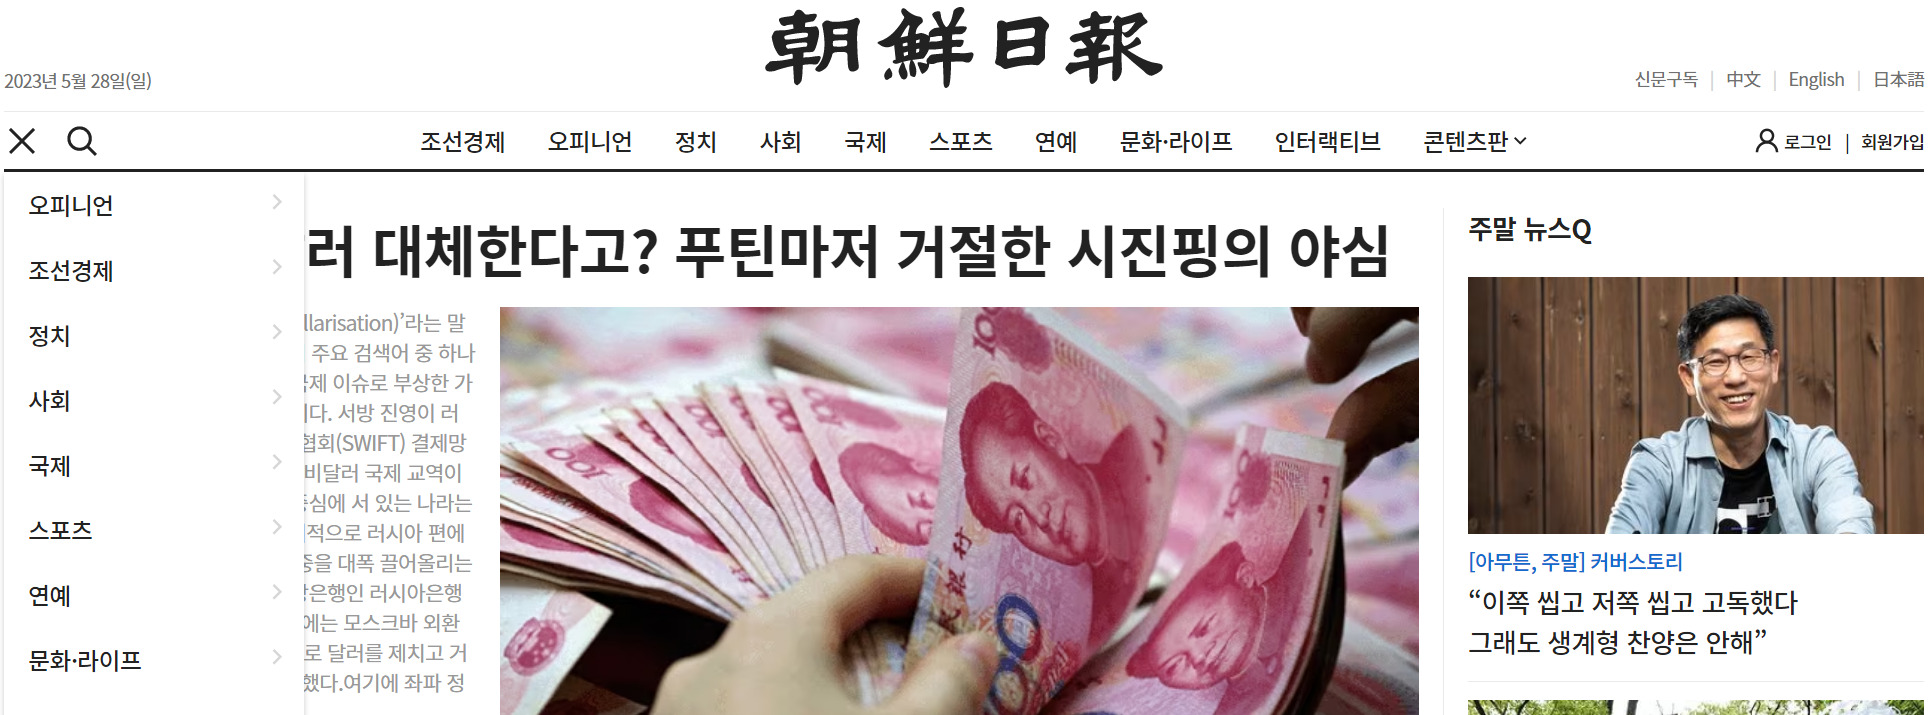 朝鮮日報
2023년 5월 28일(일)
신문구독 | 中文 | English | 日本語
조선경제 오피니언 정치 사회 국제 스포츠 연예 문화·라이프 인터랙티브 콘텐츠판
로그인 | 회원가입
오피니언
조선경제
정치
사회
국제
스포츠
연예
문화·라이프
러 대체한다고? 푸틴마저 거절한 시진핑의 야심
llarisation)’라는 말
주요 검색어 중 하나
제 이슈로 부상한 가
다. 서방 진영이 러
협회(SWIFT) 결제망
비달러 국제 교역이
심에 서 있는 나라는
적으로 러시아 편에
중을 대폭 끌어올리는
은행인 러시아은행
에는 모스크바 외환
로 달러를 제치고 거
했다.여기에 좌파 정
100
100
주말 뉴스Q
[아무튼, 주말] 커버스토리
“이쪽 씹고 저쪽 씹고 고독했다
그래도 생계형 찬양은 안해”